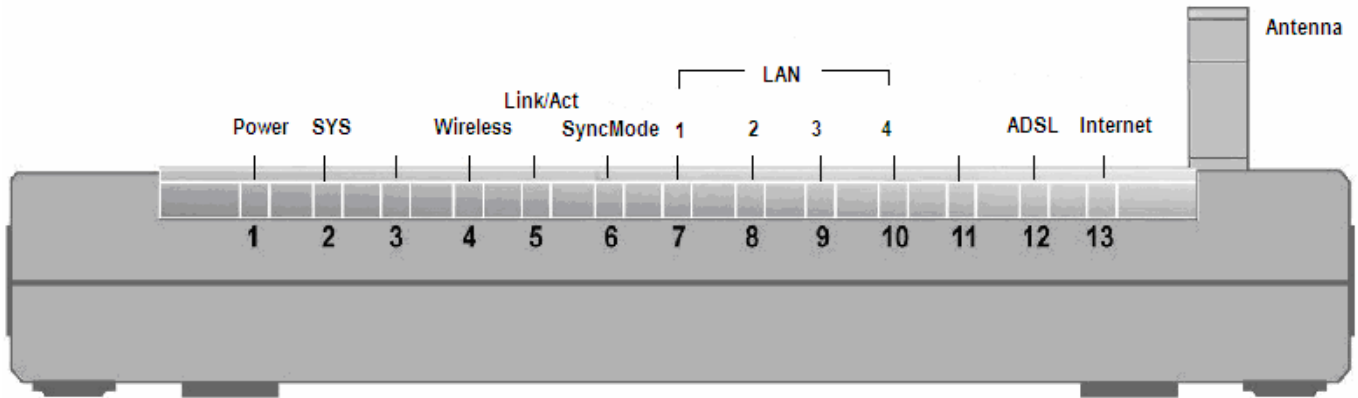 Antenna
LAN
Link/Act
Power SYS Wireless SyncMode 1 2 3 4 ADSL Internet
1 2 3 4 5 6 7 8 9 10 11 12 13